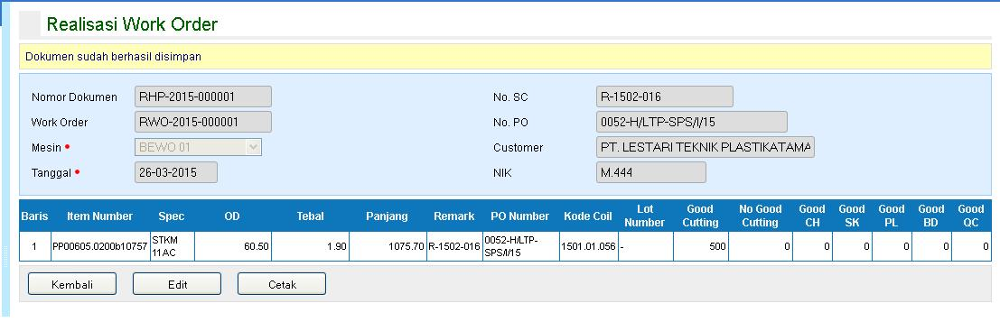 Realisasi Work Order
Dokumen sudah berhasil disimpan
Nomor Dokumen RHP-2015-000001 No. SC R-1502-016
Work Order RWO-2015-000001 No. PO 0052-H/LTP-SPS/I/15
Mesin • BEWO 01 Customer PT. LESTARI TEKNIK PLASTIKATAMA
Tanggal • 26-03-2015 NIK M.444
Baris Item Number Spec OD Tebal Panjang Remark PO Number Kode Coil Lot Number Good Cutting No Good Cutting Good CH Good SK Good PL Good BD Good QC
1 PP00605.0200b10757 STKM 11AC 60.50 1.90 1075.70 R-1502-016 0052-H/LTP-SPS/I/15 1501.01.056 - 500 0 0 0 0 0 0
Kembali Edit Cetak